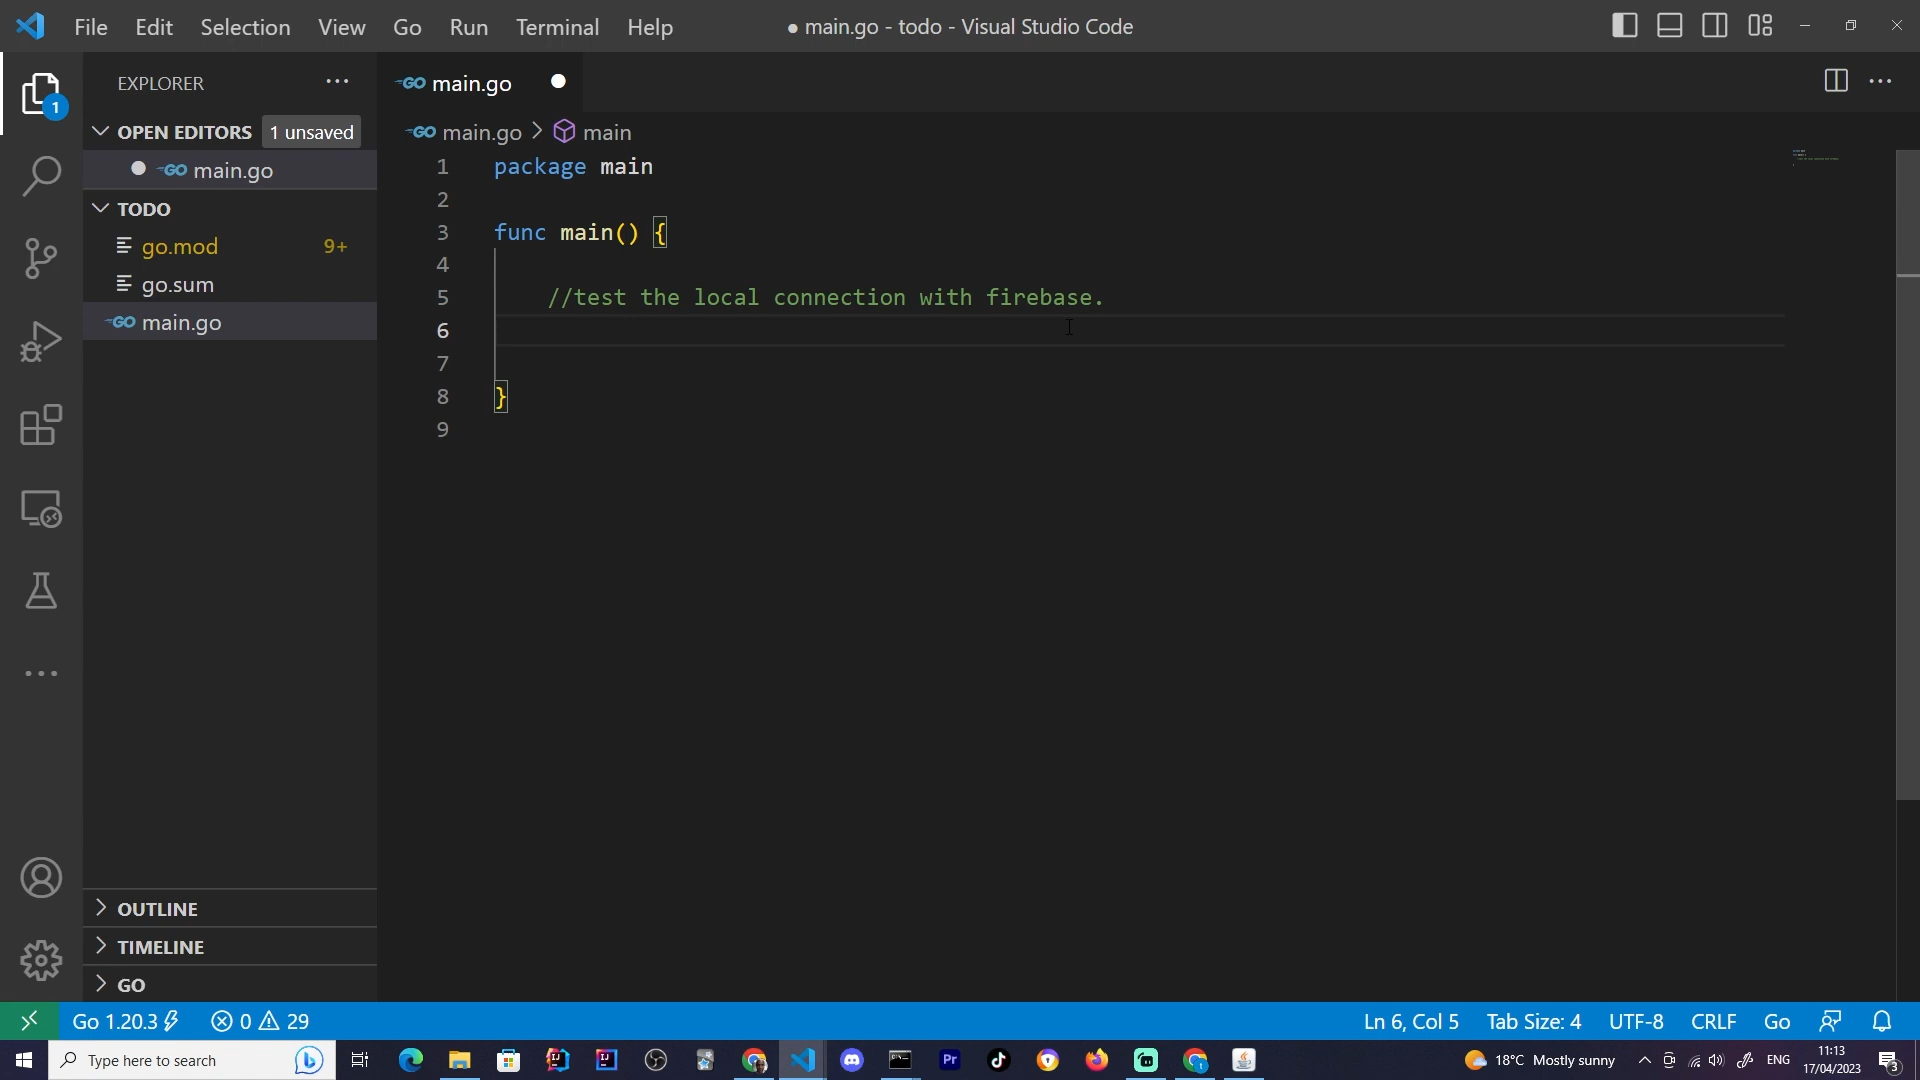 File Edit Selection View Go Run Terminal Help
● main.go - todo - Visual Studio Code
EXPLORER
OPEN EDITORS 1 unsaved
main.go
TODO
go.mod 9+
go.sum
main.go
OUTLINE
TIMELINE
GO
1
main.go
main.go > main
1 package main
2
3 func main() {
4
5 //test the local connection with firebase.
6
7
8 }
9
Go 1.20.3 0 29
Ln 6, Col 5 Tab Size: 4 UTF-8 CRLF Go
Type here to search
18°C Mostly sunny
ENG
11:13
17/04/2023
3